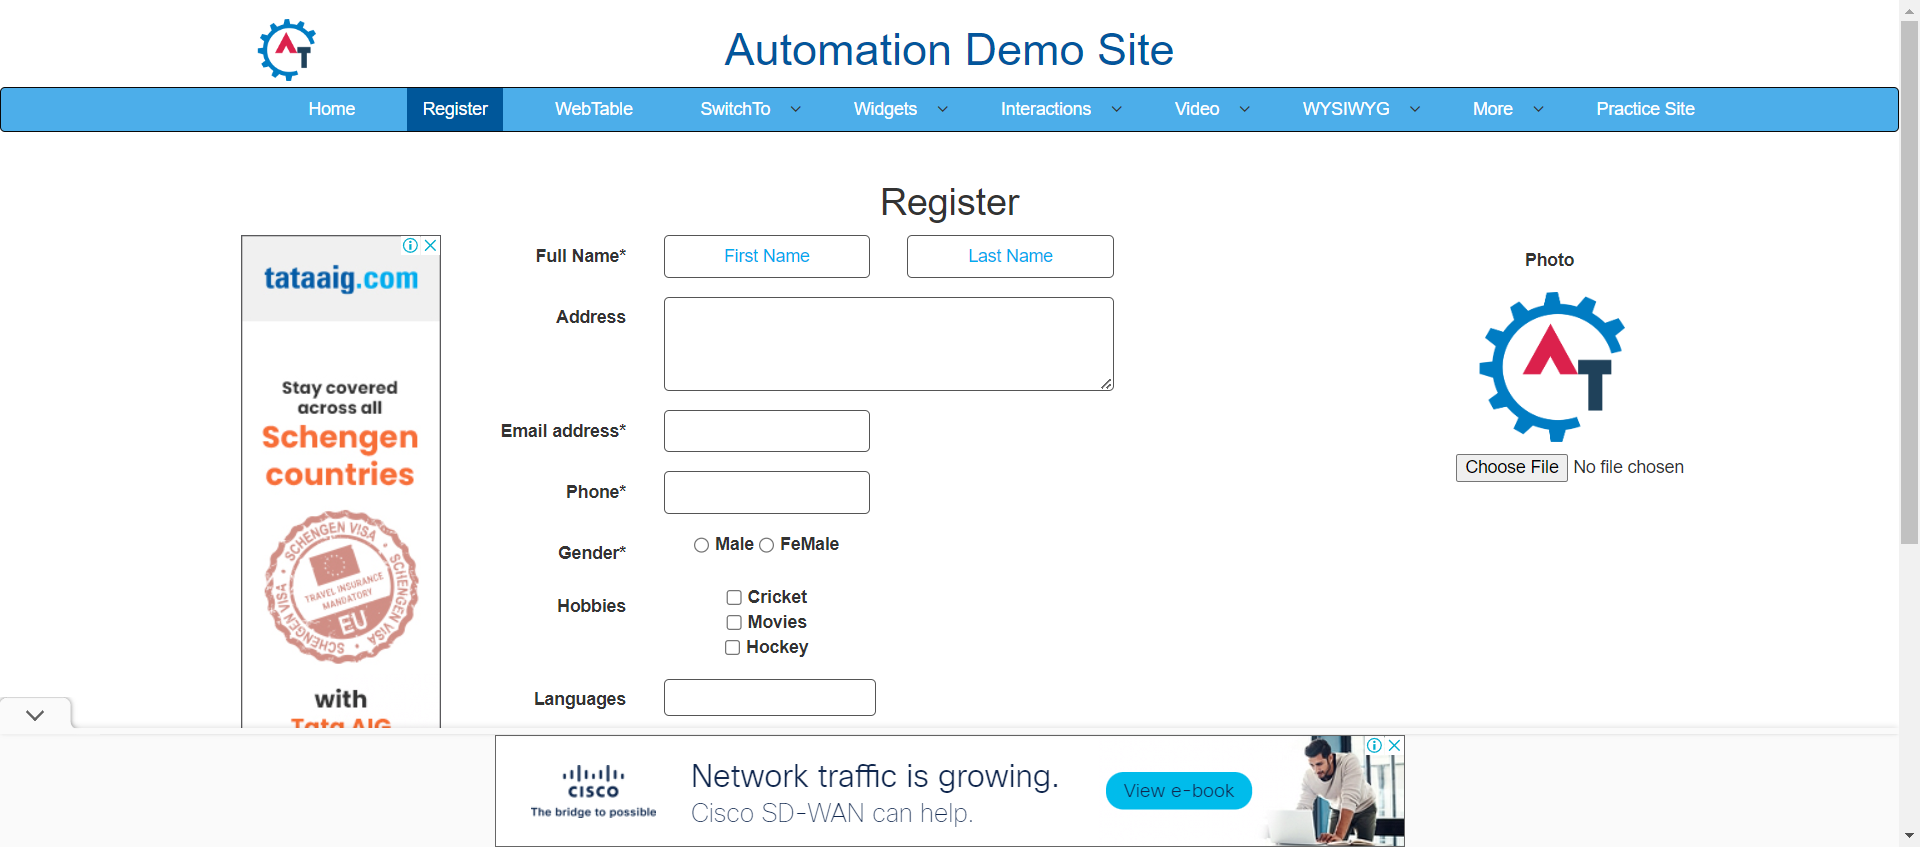 AT
Automation Demo Site
Home Register WebTable SwitchTo Widgets Interactions Video WYSIWYG More Practice Site
Register
tataaig.com
Stay covered
across all
Schengen
countries
SCHENGEN VISA
SCHENGEN VISA
SCHENGEN VISA
SCHENGEN VISA
TRAVEL INSURANCE
MANDATORY
EU
with
Tata AIG
Full Name* First Name Last Name
Address
Email address*
Phone*
Gender* Male FeMale
Hobbies Cricket
Movies
Hockey
Languages
Photo
AT
Choose File No file chosen
CISCO
The bridge to possible
Network traffic is growing.
Cisco SD-WAN can help.
View e-book